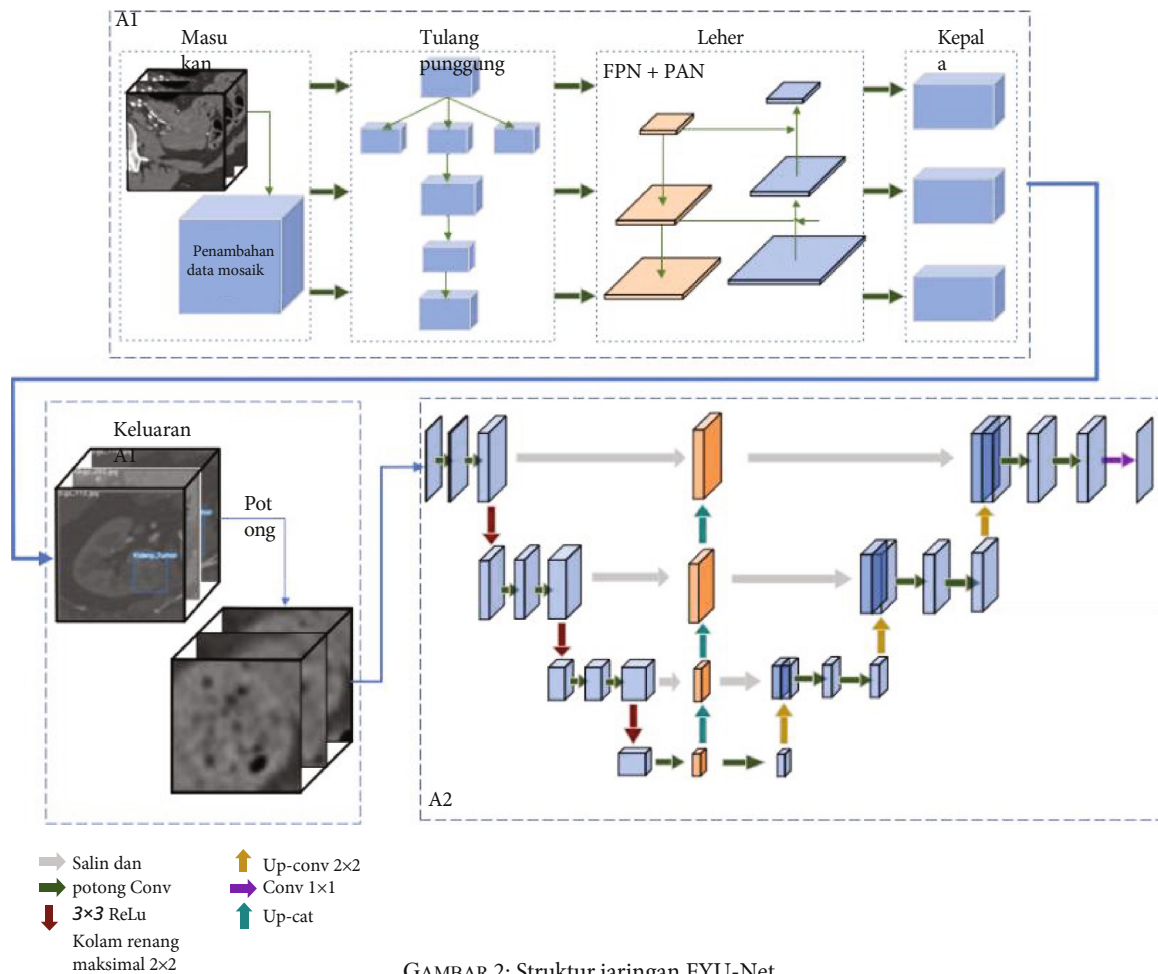 A1
Masu
kan
Tulang
punggung
Leher
Kepal
a
FPN + PAN
Penambahan
data mosaik
Keluaran
A1
Pot
ong
Kidney_Tumor
A2
Salin dan
potong Conv
3×3 ReLu
Kolam renang
maksimal 2×2
Up-conv 2×2
Conv 1×1
Up-cat
GAMBAR 2: Struktur jaringan FYU-Net